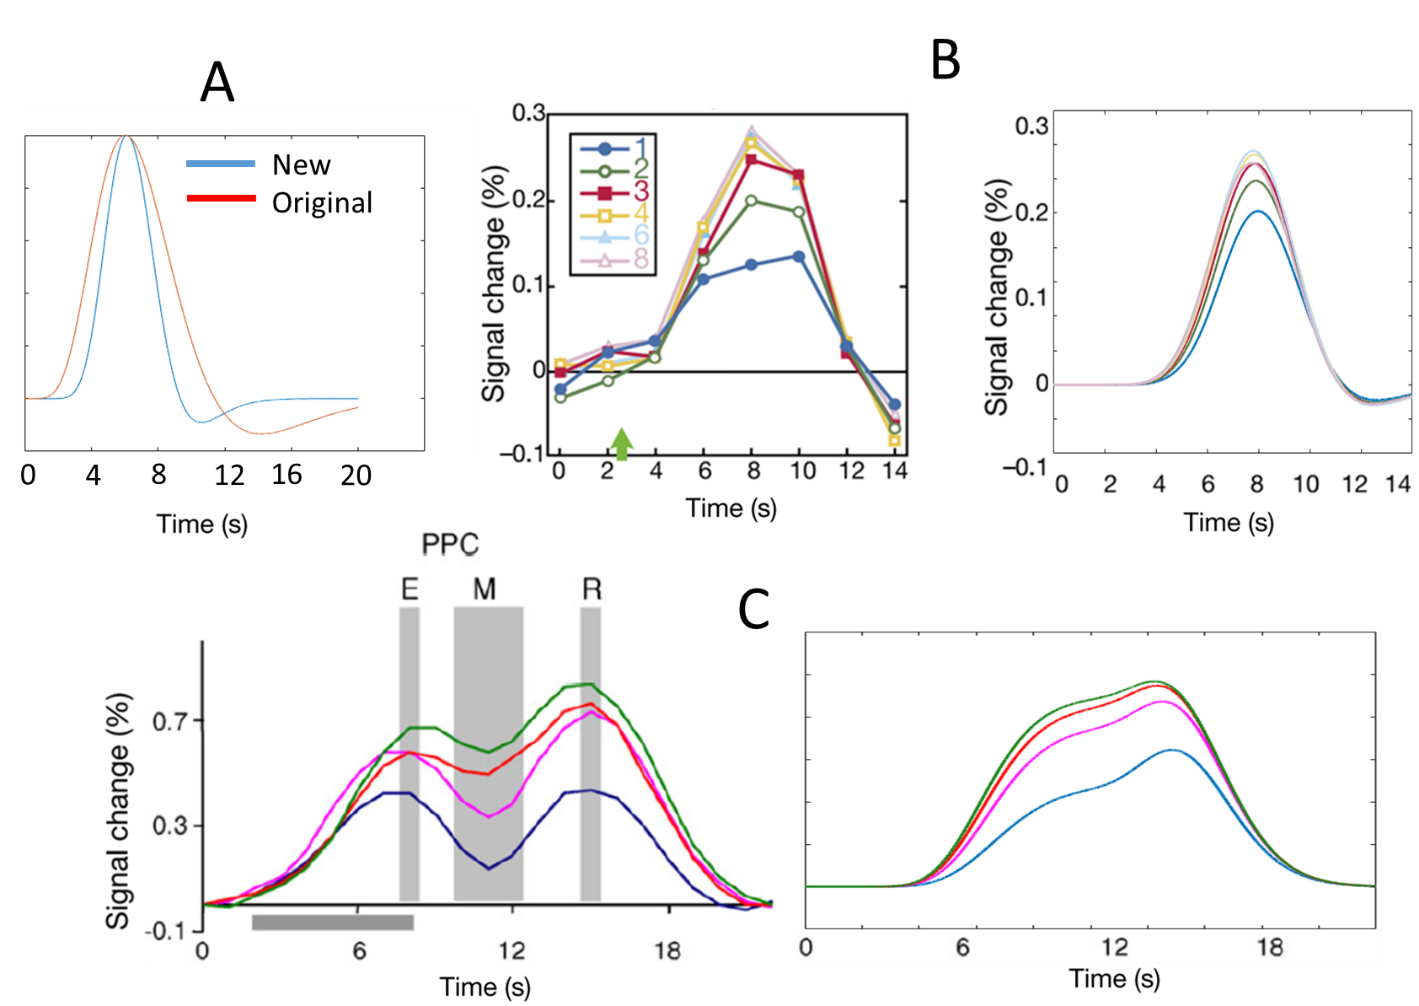 A
New
Original
0 4 8 12 16 20
Time (s)
0.3
0.2
0.1
0
−0.1
Signal change (%)
1
2
3
4
6
8
0 2 4 6 8 10 12 14
Time (s)
B
0.3
0.2
0.1
0
−0.1
Signal change (%)
0 2 4 6 8 10 12 14
Time (s)
PPC
E M R
0.7
0.3
-0.1
Signal change (%)
0 6 12 18
Time (s)
C
0 6 12 18
Time (s)